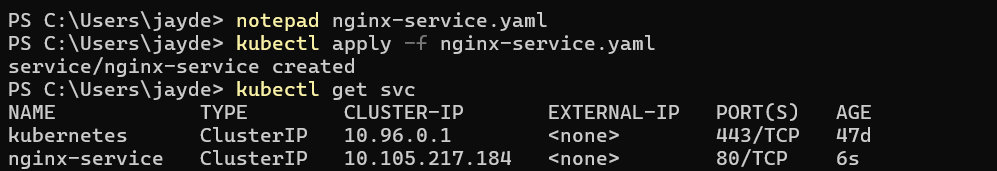 PS C:\Users\jayde> notepad nginx-service.yaml
PS C:\Users\jayde> kubectl apply -f nginx-service.yaml
service/nginx-service created
PS C:\Users\jayde> kubectl get svc
NAME TYPE CLUSTER-IP EXTERNAL-IP PORT(S) AGE
kubernetes ClusterIP 10.96.0.1 <none> 443/TCP 47d
nginx-service ClusterIP 10.105.217.184 <none> 80/TCP 6s